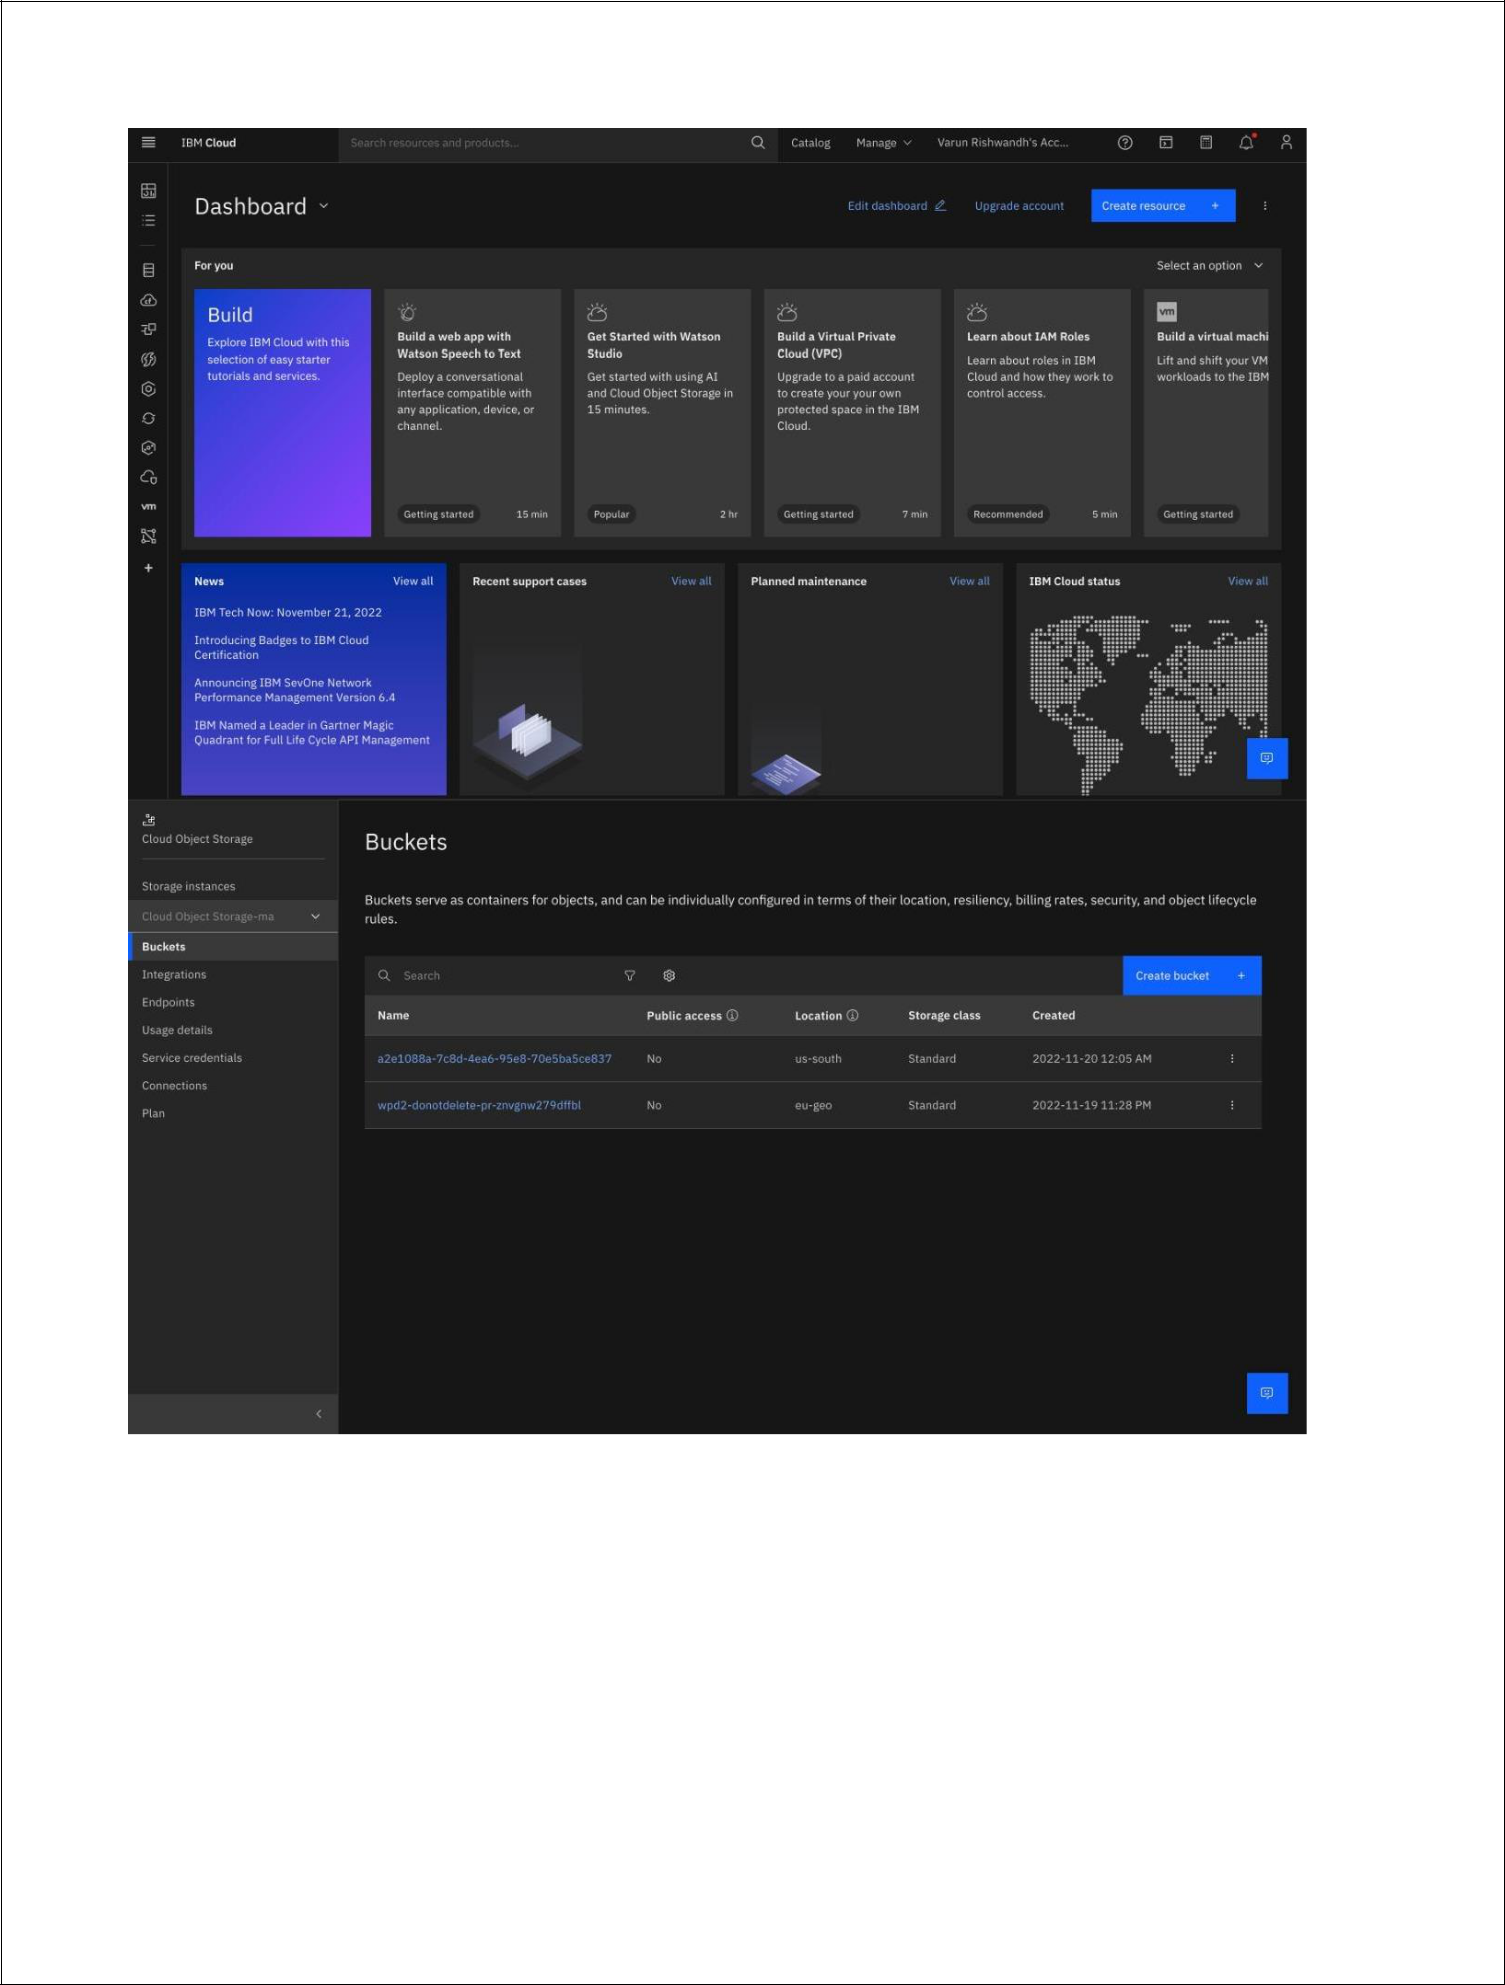 IBM Cloud
Search resources and products...
Catalog
Manage
Varun Rishwandh's Acc...
Dashboard
Edit dashboard
Upgrade account
Create resource +
For you
Select an option
Build
Explore IBM Cloud with this
selection of easy starter
tutorials and services.
Build a web app with
Watson Speech to Text
Deploy a conversational
interface compatible with
any application, device, or
channel.
Getting started 15 min
Get Started with Watson
Studio
Get started with using AI
and Cloud Object Storage in
15 minutes.
Popular 2 hr
Build a Virtual Private
Cloud (VPC)
Upgrade to a paid account
to create your your own
protected space in the IBM
Cloud.
Getting started 7 min
Learn about IAM Roles
Learn about roles in IBM
Cloud and how they work to
control access.
Recommended 5 min
vm
Build a virtual machi
Lift and shift your VM
workloads to the IBM
Getting started
vm
News View all
IBM Tech Now: November 21, 2022
Introducing Badges to IBM Cloud
Certification
Announcing IBM SevOne Network
Performance Management Version 6.4
IBM Named a Leader in Gartner Magic
Quadrant for Full Life Cycle API Management
Recent support cases View all
Planned maintenance View all
IBM Cloud status View all
Cloud Object Storage
Storage instances
Cloud Object Storage-ma
Buckets
Integrations
Endpoints
Usage details
Service credentials
Connections
Plan
Buckets
Buckets serve as containers for objects, and can be individually configured in terms of their location, resiliency, billing rates, security, and object lifecycle
rules.
Search
Create bucket +
Name Public access Location Storage class Created
a2e1088a-7c8d-4ea6-95e8-70e5ba5ce837 No us-south Standard 2022-11-20 12:05 AM
wpd2-donotdelete-pr-znvgnw279dffbl No eu-geo Standard 2022-11-19 11:28 PM